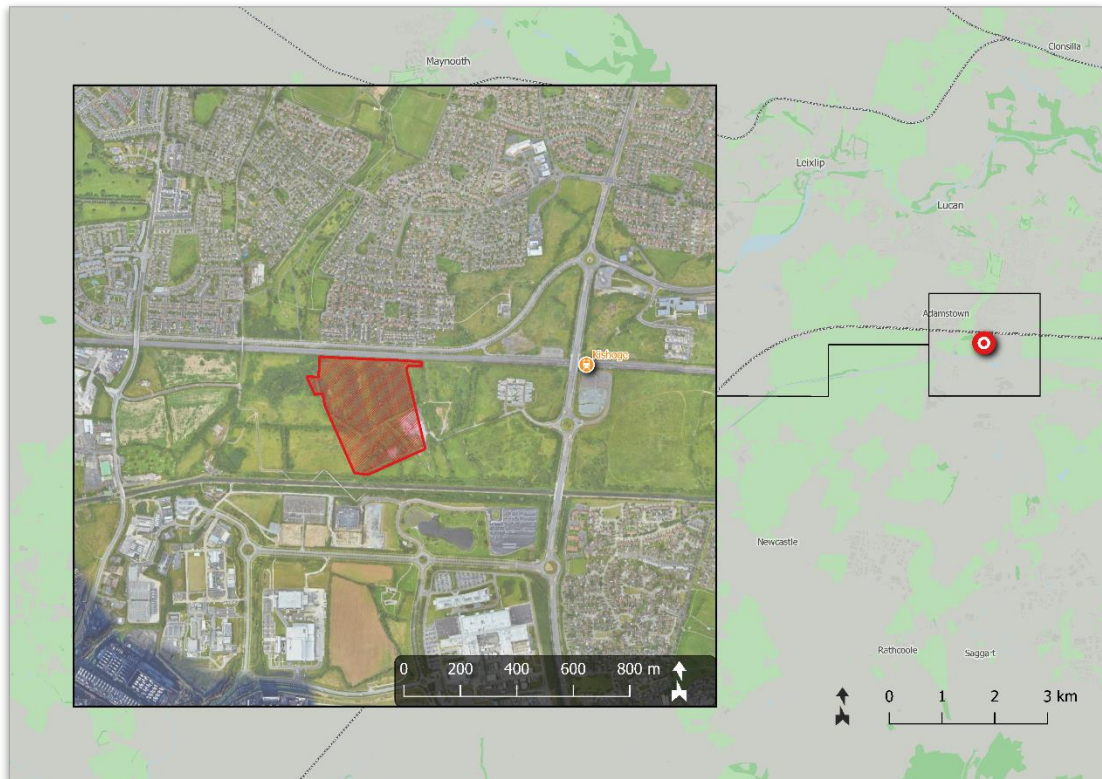 Clonsilla
Maynooth
Leixlip
Lucan
Adamstown
Kishoge
Newcastle
Rathcoole
Saggart
0 200 400 600 800 m
0 1 2 3 km